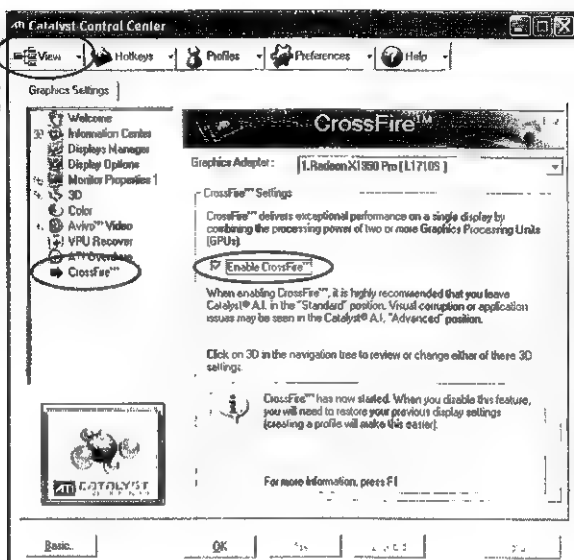 Catalyst Control Center
View
Hotkeys
Profiles
Preferences
Help
Graphics Settings
Welcome
Information Center
Displays Manager
Display Options
Monitor Properties 1
3D
Color
Avivo™ Video
VPU Recover
ATI Overdrive
CrossFire™
CrossFire™
Graphics Adapter:
1.Radeon X1950 Pro [L1710S ]
CrossFire™ Settings
CrossFire™ delivers exceptional performance on a single display by
combining the processing power of two or more Graphics Processing Units
(GPUs).
Enable CrossFire™
When enabling CrossFire™, it is highly recommended that you leave
Catalyst® A.I. in the "Standard" position. Visual corruption or application
issues may be seen in the Catalyst® A.I. "Advanced" position.
Click on 3D in the navigation tree to review or change either of there 3D
settings.
CrossFire™ has now started. When you disable this feature,
you will need to restore your previous display settings
(creating a profile will make this easier).
For more information, press F1
ATI CATALYST
Basic..
OK